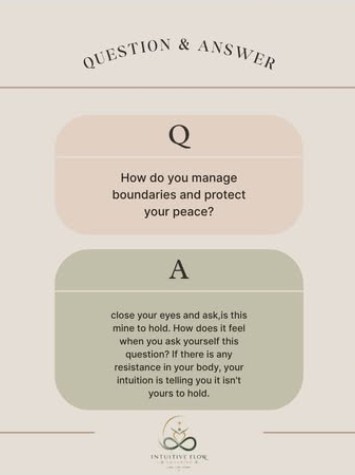 QUESTION & ANSWER
Q
How do you manage
boundaries and protect
your peace?
A
close your eyes and ask,is this
mine to hold. How does it feel
when you ask yourself this
question? If there is any
resistance in your body, your
intuition is telling you it isn't
yours to hold.
INTUITIVE FLOW